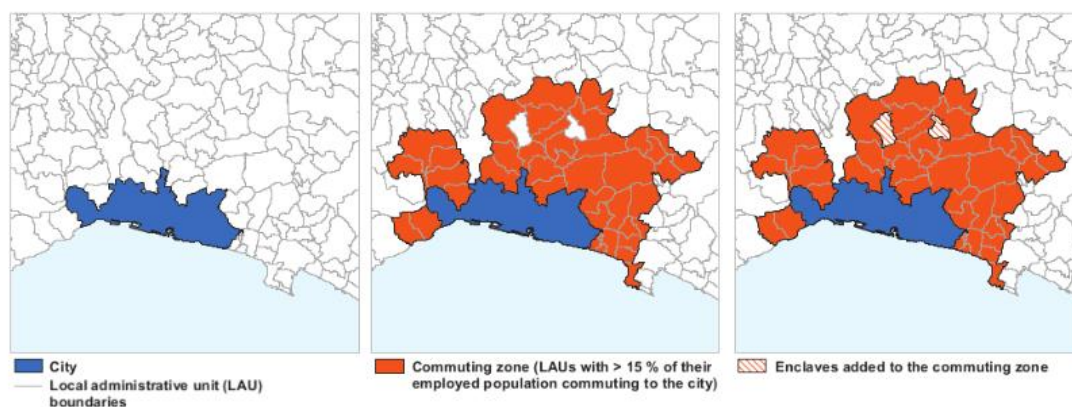 City
Local administrative unit (LAU)
boundaries
Commuting zone (LAUs with > 15 % of their
employed population commuting to the city)
Enclaves added to the commuting zone